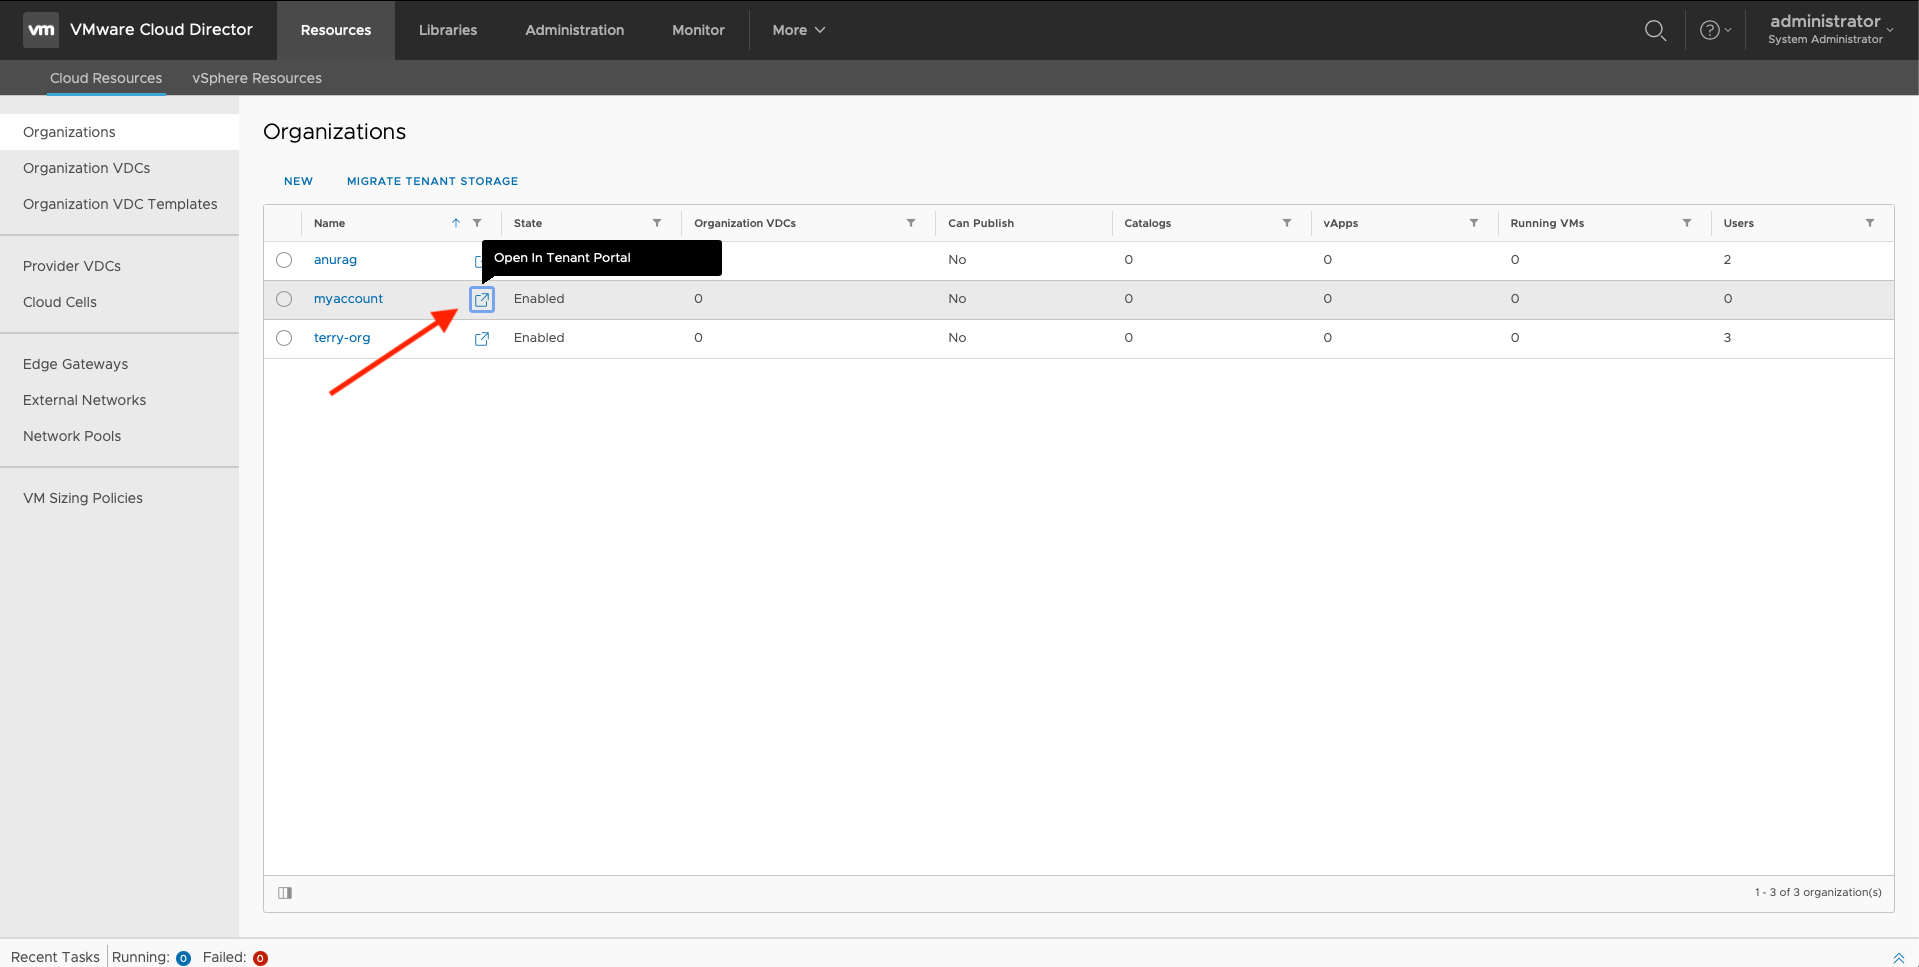 vm VMware Cloud Director Resources Libraries Administration Monitor More ? administrator
System Administrator
Cloud Resources vSphere Resources
Organizations
Organization VDCs
Organization VDC Templates
Provider VDCs
Cloud Cells
Edge Gateways
External Networks
Network Pools
VM Sizing Policies
Organizations
NEW MIGRATE TENANT STORAGE
Name State Organization VDCs Can Publish Catalogs vApps Running VMs Users
Open In Tenant Portal
anurag No 0 0 0 2
myaccount Enabled 0 No 0 0 0 0
terry-org Enabled 0 No 0 0 0 3
1 - 3 of 3 organization(s)
Recent Tasks Running: 0 Failed: 0